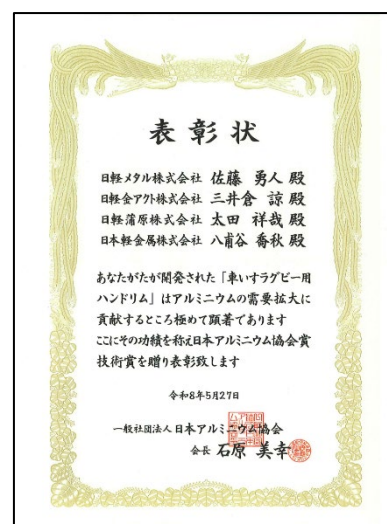 表彰状
日軽メタル株式会社 佐藤 勇人 殿
日軽金アクト株式会社 三井倉 諒 殿
日軽蒲原株式会社 太田 祥哉 殿
日本軽金属株式会社 八甫谷 喬秋 殿
あなたがたが開発された「車いすラグビー用
ハンドリム」はアルミニウムの需要拡大に
貢献するところ極めて顕著であります
ここにその功績を称え日本アルミニウム協会賞
技術賞を贈り表彰致します
令和8年5月27日
一般社団法人 日本アルミニウム協会
会長 石原 美幸